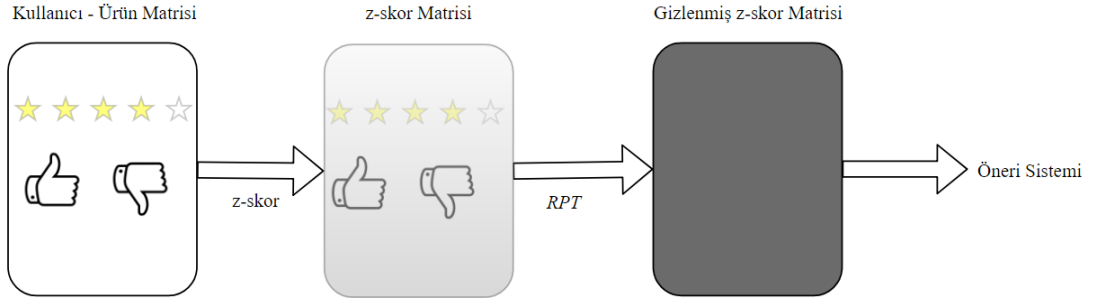 Kullanıcı - Ürün Matrisi
z-skor Matrisi
Gizlenmiş z-skor Matrisi
z-skor
RPT
Öneri Sistemi